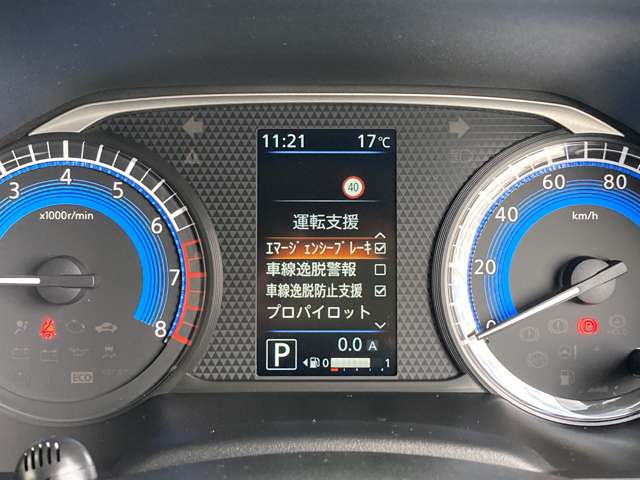 11:21 17℃
40
運転支援
ｴﾏｰｼﾞｪﾝｼｰﾌﾞﾚｰｷ
車線逸脱警報
車線逸脱防止支援
プロパイロット
P 0.0 A
0 1
3 4 5 6 7 8
x1000r/min
ECO
0 20 40 60 80
km/h